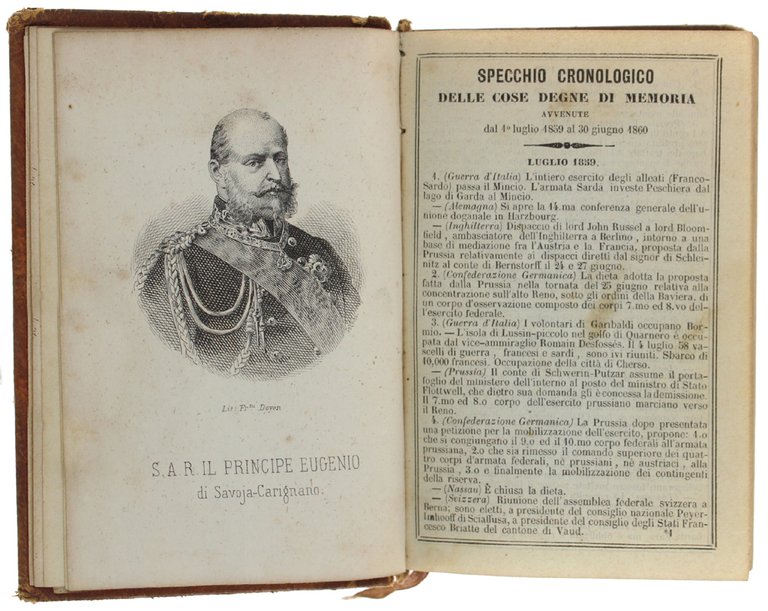 Lit: F.lli Doyen
S.A.R. IL PRINCIPE EUGENIO
di Savoja-Carignano.
SPECCHIO CRONOLOGICO
DELLE COSE DEGNE DI MEMORIA
AVVENUTE
dal 1º luglio 1859 al 30 giugno 1860
LUGLIO 1859.
1. (Guerra d'Italia) L'intiero esercito degli alleati (Franco-
Sardo) passa il Mincio. L'armata Sarda investe Peschiera dal
lago di Garda al Mincio.
— (Alemagna) Si apre la 14.ma conferenza generale dell'u-
nione doganale in Harzbourg.
— (Inghilterra) Dispaccio di lord John Russel a lord Bloom-
field, ambasciatore dell'Inghilterra a Berlino, intorno a una
base di mediazione fra l'Austria e la Francia, proposta dalla
Prussia relativamente ai dispacci diretti dal signor di Schlei-
nitz al conte di Bernstorff il 24 e 27 giugno.
2. (Confederazione Germanica) La dieta adotta la proposta
fatta dalla Prussia nella tornata del 25 giugno relativa alla
concentrazione sull'alto Reno, sotto gli ordini della Baviera, di
un corpo d'osservazione composto dei corpi 7.mo ed 8.vo del-
l'esercito federale.
3. (Guerra d'Italia) I volontari di Garibaldi occupano Bor-
mio. — L'isola di Lussin-piccolo nel golfo di Quarnero è occu-
pata dal vice-ammiraglio Romain Desfossés. Il 4 luglio 58 va-
scelli di guerra, francesi e sardi, sono ivi riuniti. Sbarco di
10,000 francesi. Occupazione della città di Cherso.
— (Prussia) Il conte di Schwerin-Putzar assume il porta-
foglio del ministero dell'interno al posto del ministro di Stato
Flottwell, che dietro sua domanda gli è concessa la demissione.
Il 7.mo ed 8.o corpo dell'esercito prussiano marciano verso
il Reno.
4. (Confederazione Germanica) La Prussia dopo presentata
una petizione per la mobilizzazione dell'esercito, propone: 1.o
che si congiungano il 9.o ed il 10.mo corpo federali all'armata
prussiana, 2.o che sia rimesso il comando superiore dei quat-
tro corpi d'armata federali, nè prussiani, nè austriaci, alla
Prussia, 3.o e finalmente la mobilizzazione dei contingenti
della riserva.
— (Nassau) È chiusa la dieta.
— (Svizzera) Riunione dell'assemblea federale svizzera a
Berna; sono eletti, a presidente del consiglio nazionale Peyer-
Imhooff di Sciaffusa, a presidente del consiglio degli Stati Fran-
cesco Briatte del cantone di Vaud.